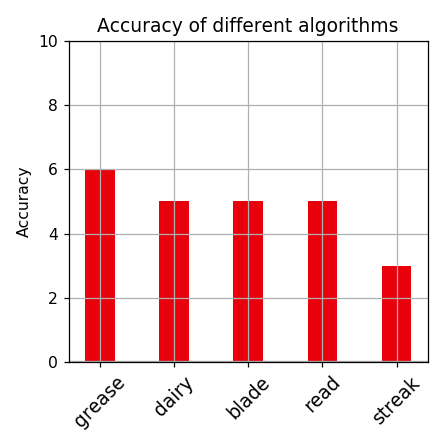 Accuracy of different algorithms
10
8
6
4
2
0
Accuracy
grease
dairy
blade
read
streak